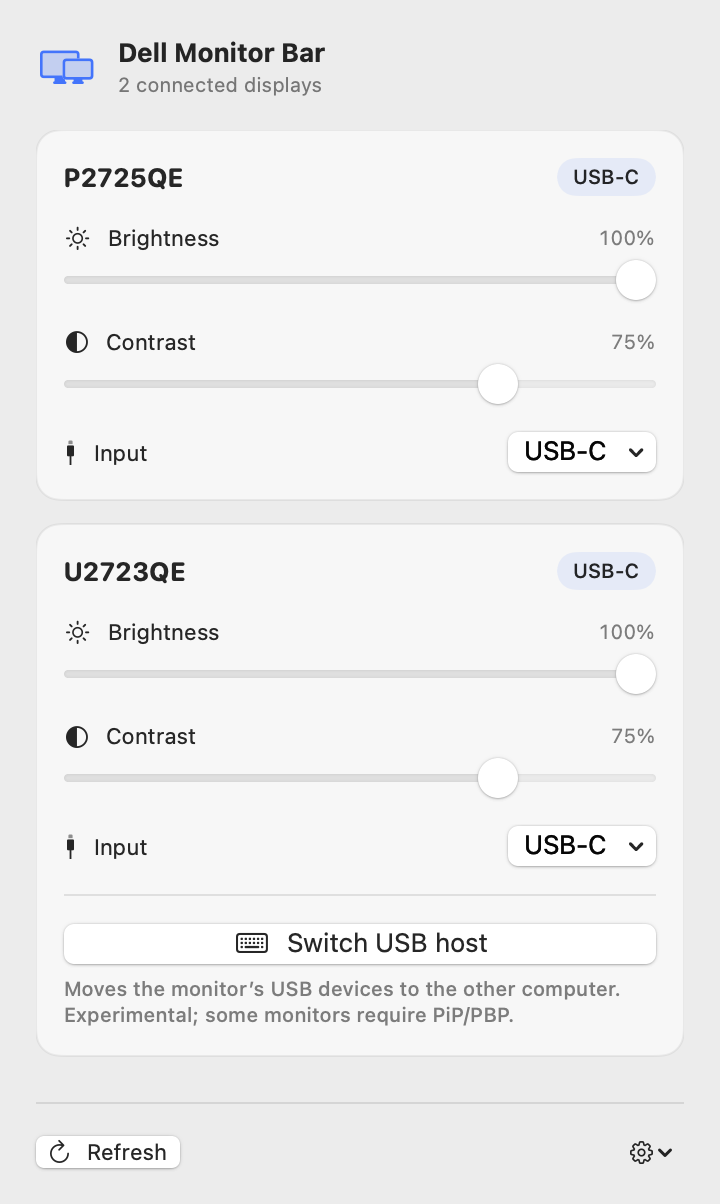 Dell Monitor Bar
2 connected displays
P2725QE USB-C
Brightness 100%
Contrast 75%
Input USB-C
U2723QE USB-C
Brightness 100%
Contrast 75%
Input USB-C
Switch USB host
Moves the monitor’s USB devices to the other computer.
Experimental; some monitors require PiP/PBP.
Refresh